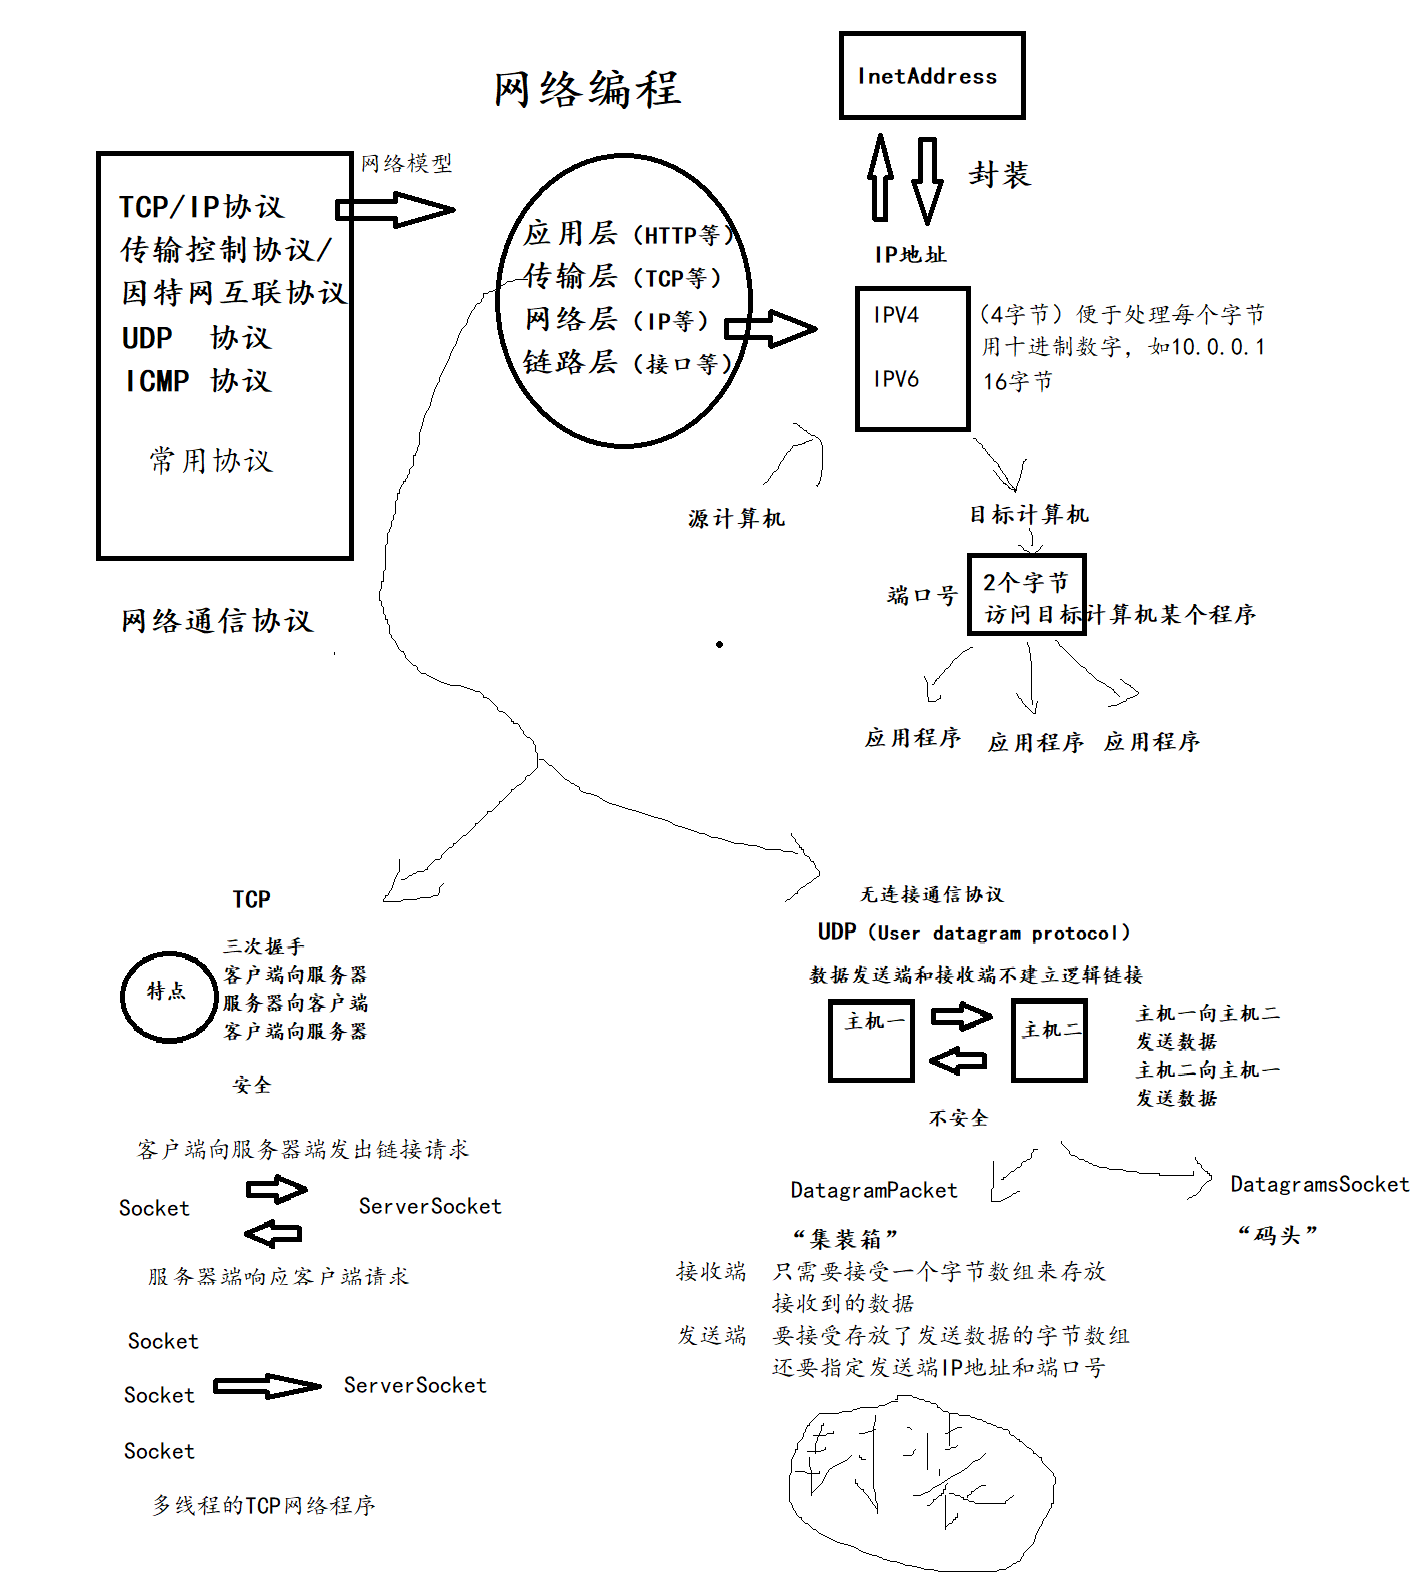 网络编程
InetAddress
封装
IP地址
网络模型
TCP/IP协议
传输控制协议/
因特网互联协议
UDP 协议
ICMP 协议
常用协议
网络通信协议
应用层（HTTP等）
传输层（TCP等）
网络层（IP等）
链路层（接口等）
IPV4
（4字节）便于处理每个字节
用十进制数字，如10.0.0.1
IPV6
16字节
源计算机
目标计算机
端口号
2个字节
访问目标计算机某个程序
应用程序
应用程序
应用程序
TCP
特点
三次握手
客户端向服务器
服务器向客户端
客户端向服务器
安全
客户端向服务器端发出链接请求
Socket
ServerSocket
服务器端响应客户端请求
Socket
Socket
ServerSocket
Socket
多线程的TCP网络程序
无连接通信协议
UDP（User datagram protocol）
数据发送端和接收端不建立逻辑链接
主机一
主机二
主机一向主机二
发送数据
主机二向主机一
发送数据
不安全
DatagramPacket
DatagramsSocket
“集装箱”
“码头”
接收端 只需要接受一个字节数组来存放
接收到的数据
发送端 要接受存放了发送数据的字节数组
还要指定发送端IP地址和端口号